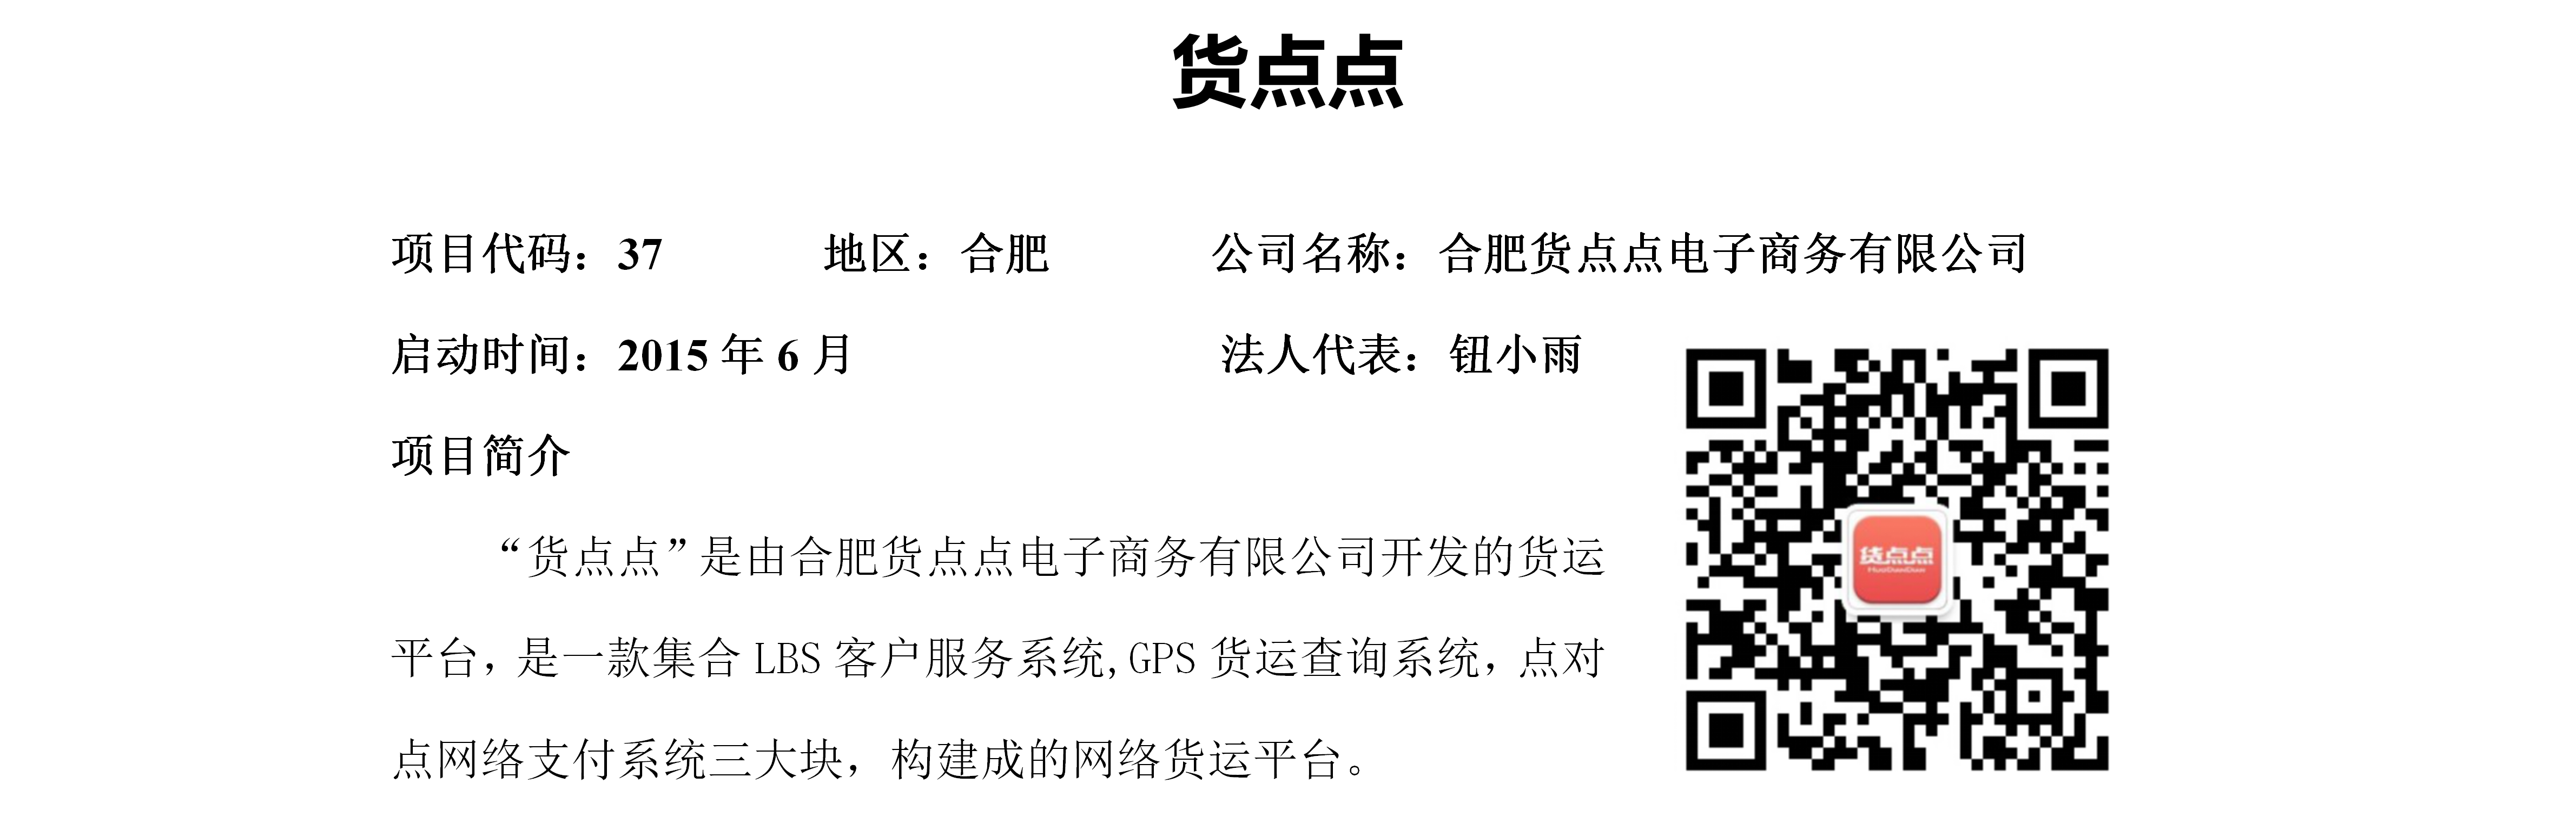 货点点
项目代码：37 地区：合肥 公司名称：合肥货点点电子商务有限公司
启动时间：2015 年 6 月 法人代表：钮小雨
项目简介
“货点点”是由合肥货点点电子商务有限公司开发的货运
平台，是一款集合 LBS 客户服务系统,GPS 货运查询系统，点对
点网络支付系统三大块，构建成的网络货运平台。
货点点
HUODIANDIAN